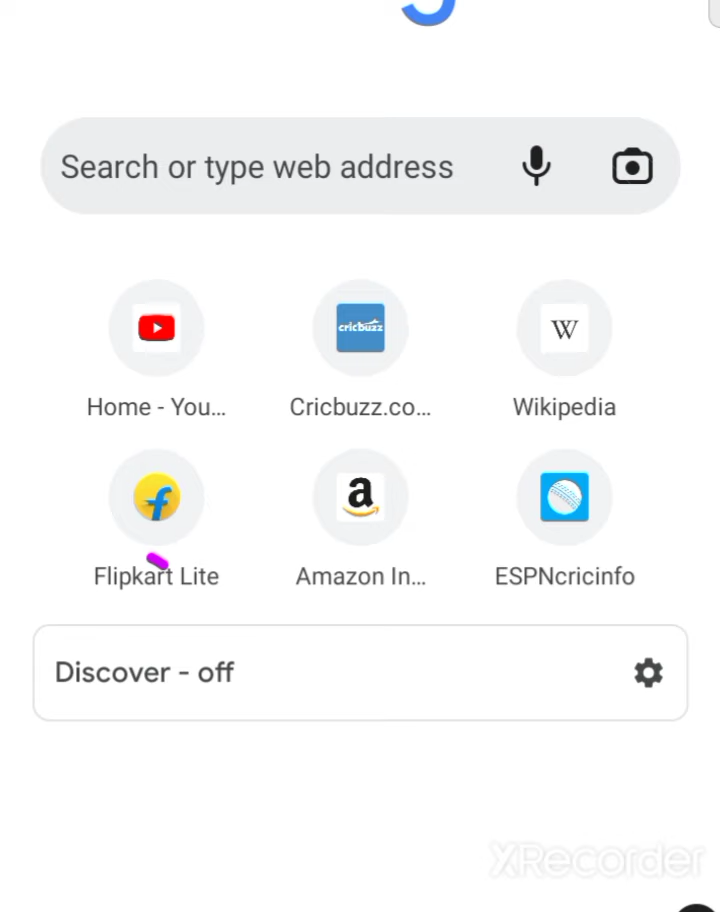 Search or type web address
cricbuzz
W
Home - You...
Cricbuzz.co...
Wikipedia
f
a
Flipkart Lite
Amazon In...
ESPNcricinfo
Discover - off
XRecorder